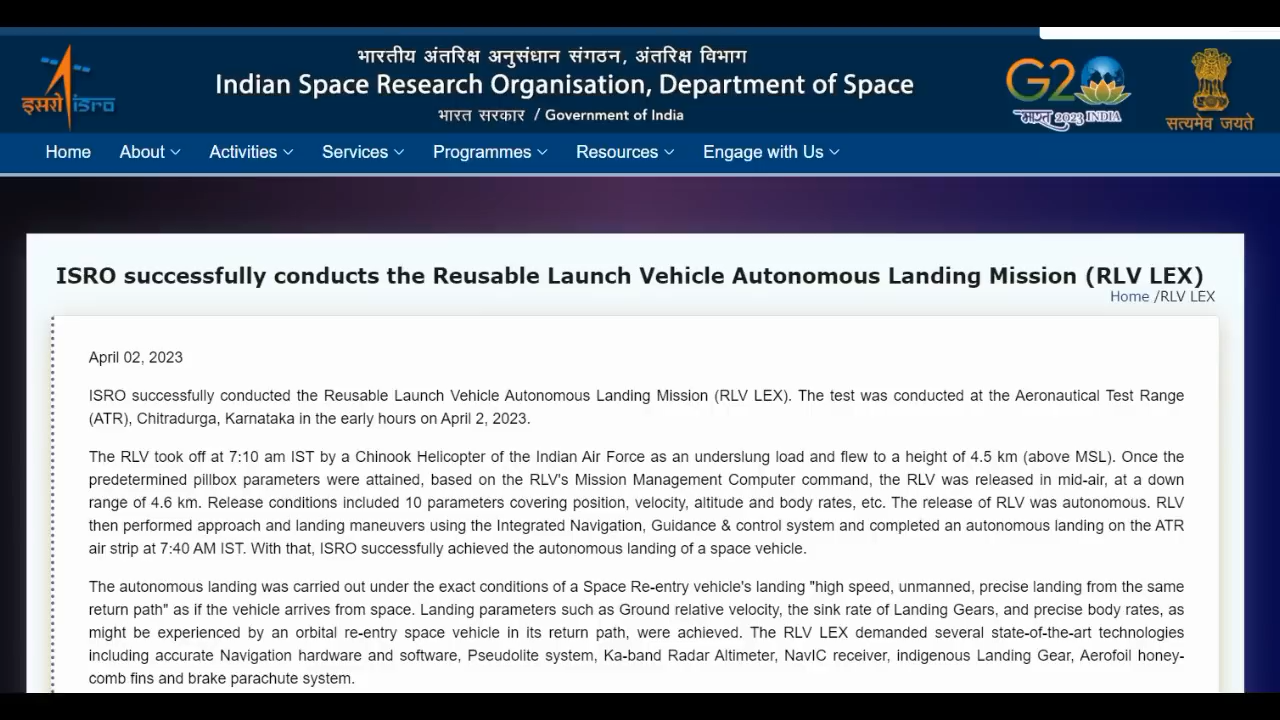 भारतीय अंतरिक्ष अनुसंधान संगठन, अंतरिक्ष विभाग
Indian Space Research Organisation, Department of Space
भारत सरकार / Government of India
इसरो isro
G20
भारत 2023 INDIA
सत्यमेव जयते
Home About Activities Services Programmes Resources Engage with Us
ISRO successfully conducts the Reusable Launch Vehicle Autonomous Landing Mission (RLV LEX)
Home /RLV LEX
April 02, 2023
ISRO successfully conducted the Reusable Launch Vehicle Autonomous Landing Mission (RLV LEX). The test was conducted at the Aeronautical Test Range
(ATR), Chitradurga, Karnataka in the early hours on April 2, 2023.
The RLV took off at 7:10 am IST by a Chinook Helicopter of the Indian Air Force as an underslung load and flew to a height of 4.5 km (above MSL). Once the
predetermined pillbox parameters were attained, based on the RLV's Mission Management Computer command, the RLV was released in mid-air, at a down
range of 4.6 km. Release conditions included 10 parameters covering position, velocity, altitude and body rates, etc. The release of RLV was autonomous. RLV
then performed approach and landing maneuvers using the Integrated Navigation, Guidance & control system and completed an autonomous landing on the ATR
air strip at 7:40 AM IST. With that, ISRO successfully achieved the autonomous landing of a space vehicle.
The autonomous landing was carried out under the exact conditions of a Space Re-entry vehicle's landing "high speed, unmanned, precise landing from the same
return path" as if the vehicle arrives from space. Landing parameters such as Ground relative velocity, the sink rate of Landing Gears, and precise body rates, as
might be experienced by an orbital re-entry space vehicle in its return path, were achieved. The RLV LEX demanded several state-of-the-art technologies
including accurate Navigation hardware and software, Pseudolite system, Ka-band Radar Altimeter, NavIC receiver, indigenous Landing Gear, Aerofoil honey-
comb fins and brake parachute system.